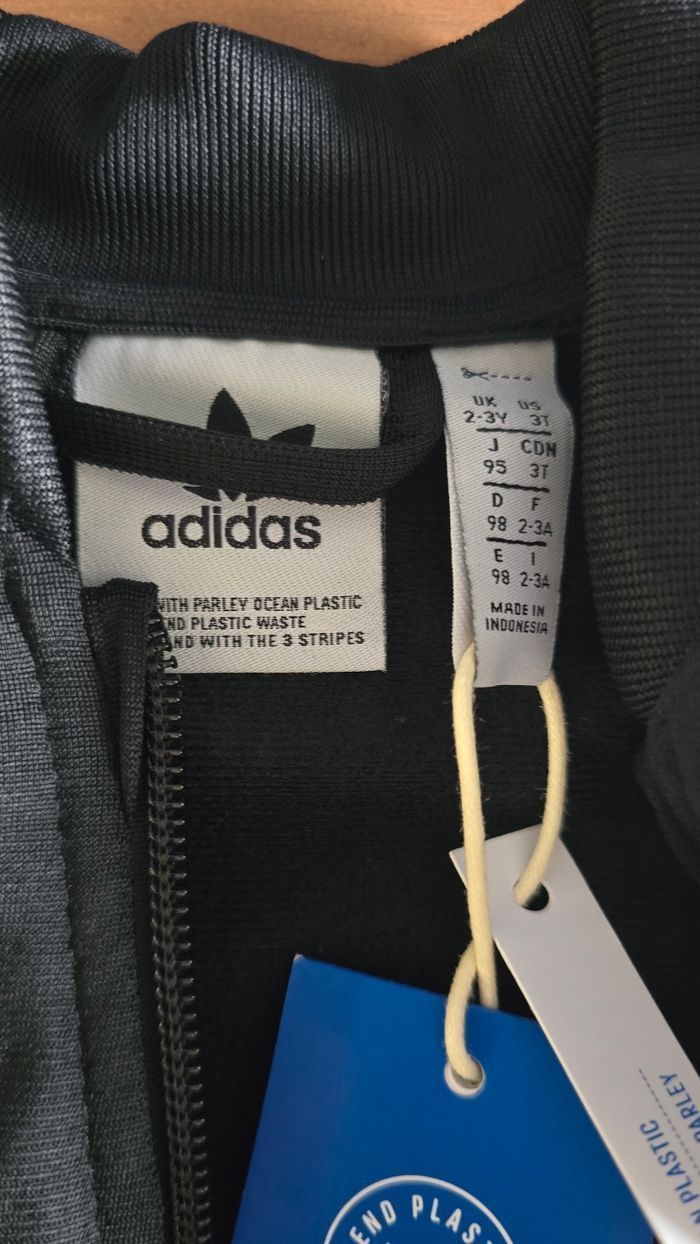 adidas
WITH PARLEY OCEAN PLASTIC
END PLASTIC WASTE
AND WITH THE 3 STRIPES
UK US
2-3Y 3T
J CDN
95 3T
D F
98 2-3A
E I
98 2-3A
MADE IN
INDONESIA
PLASTIC
PARLEY
END